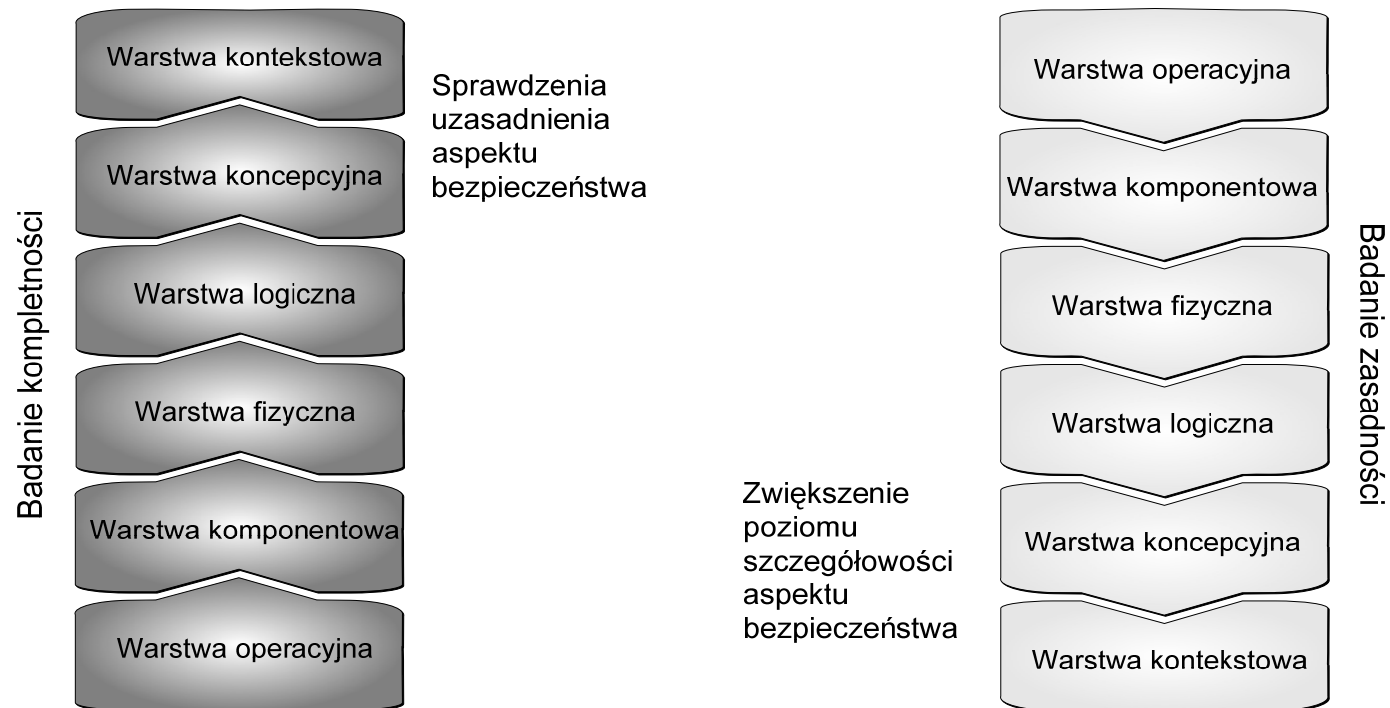 Badanie kompletności
Warstwa kontekstowa
Warstwa koncepcyjna
Warstwa logiczna
Warstwa fizyczna
Warstwa komponentowa
Warstwa operacyjna
Sprawdzenia
uzasadnienia
aspektu
bezpieczeństwa
Zwiększenie
poziomu
szczegółowości
aspektu
bezpieczeństwa
Warstwa operacyjna
Warstwa komponentowa
Warstwa fizyczna
Warstwa logiczna
Warstwa koncepcyjna
Warstwa kontekstowa
Badanie zasadności